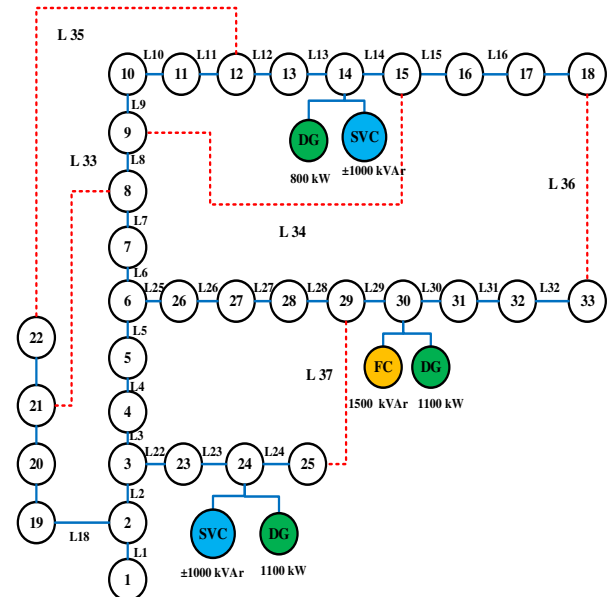 L 35
L10 L11 L12 L13 L14 L15 L16
10 11 12 13 14 15 16 17 18
L9
9
DG SVC
800 kW ±1000 kVAr
L 33 L8
8
L 36
L7
L 34
7
L6
L25 L26 L27 L28 L29 L30 L31 L32
6 26 27 28 29 30 31 32 33
22
L5
5
FC DG
L 37
L4
1500 kVAr 1100 kW
21
4
L3
L22 L23 L24
20 3 23 24 25
L2
19 2
L18
SVC DG
L1
±1000 kVAr 1100 kW
1